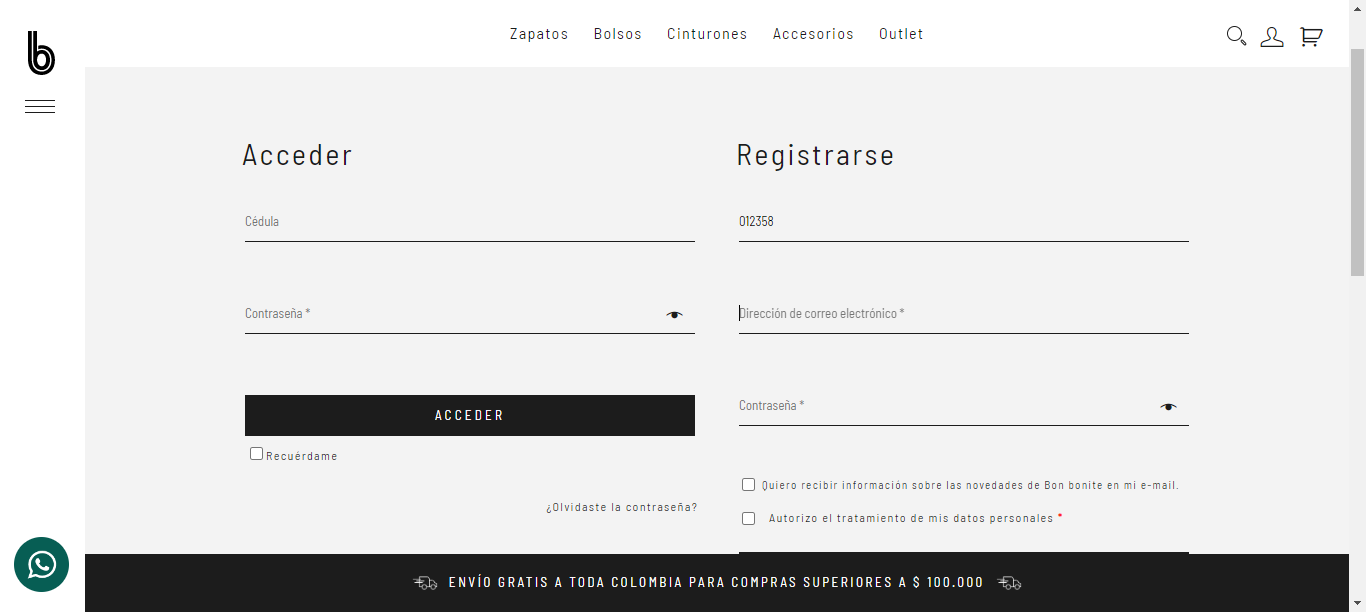 b
Zapatos Bolsos Cinturones Accesorios Outlet
Acceder
Cédula
Contraseña *
ACCEDER
Recuérdame
¿Olvidaste la contraseña?
Registrarse
012358
Dirección de correo electrónico *
Contraseña *
Quiero recibir información sobre las novedades de Bon bonite en mi e-mail.
Autorizo el tratamiento de mis datos personales *
ENVÍO GRATIS A TODA COLOMBIA PARA COMPRAS SUPERIORES A $ 100.000